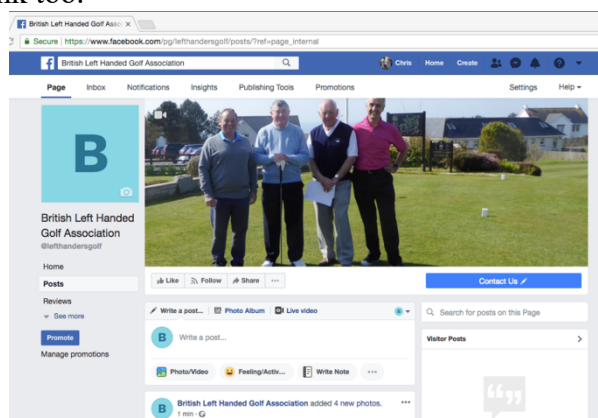 nk too.
British Left Handed Golf Assoc ×
Secure https://www.facebook.com/pg/lefthandersgolf/posts/?ref=page_internal
f British Left Handed Golf Association Chris Home Create
Page Inbox Notifications Insights Publishing Tools Promotions Settings Help
B
British Left Handed
Golf Association
@lefthandersgolf
Home
Posts
Reviews
See more
Promote
Manage promotions
Like Follow Share ...
Contact Us
Write a post... Photo Album Live video
B Write a post...
Photo/Video Feeling/Activ... Write Note ...
B British Left Handed Golf Association added 4 new photos. ...
1 min ·
Search for posts on this Page
Visitor Posts